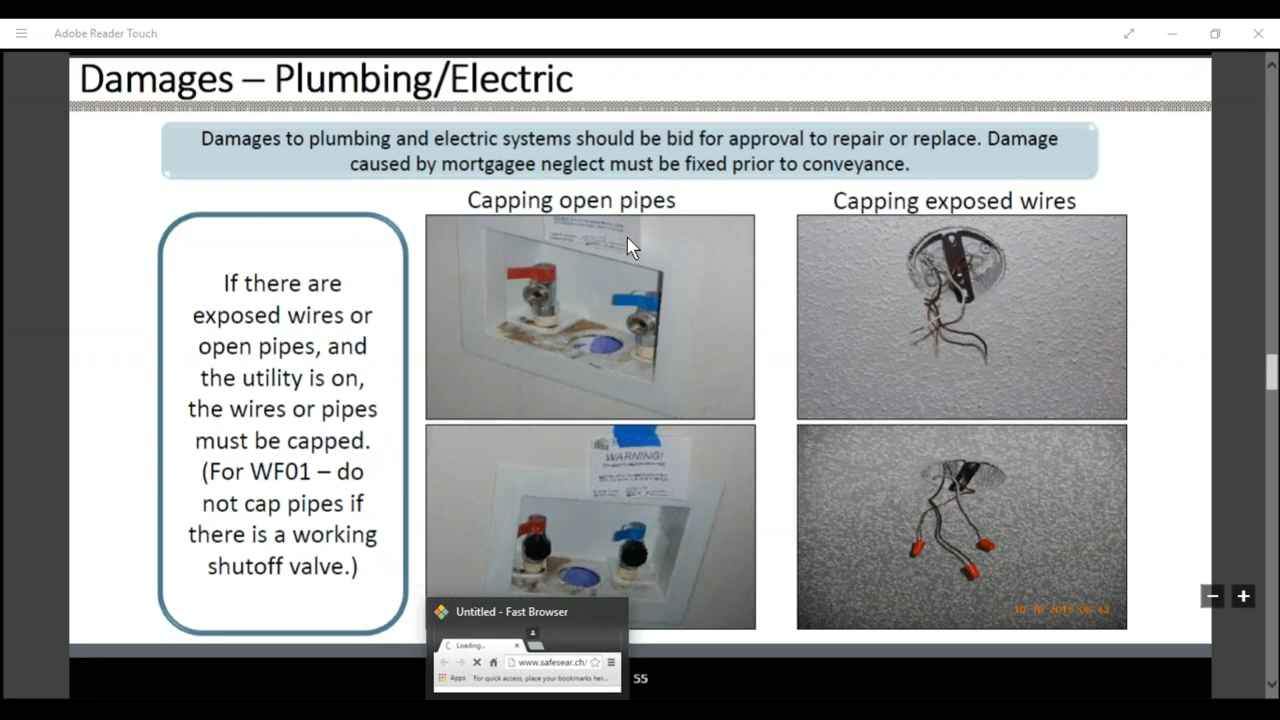 Adobe Reader Touch
Damages – Plumbing/Electric
Damages to plumbing and electric systems should be bid for approval to repair or replace. Damage
caused by mortgagee neglect must be fixed prior to conveyance.
Capping open pipes
Capping exposed wires
If there are
exposed wires or
open pipes, and
the utility is on,
the wires or pipes
must be capped.
(For WF01 – do
not cap pipes if
there is a working
shutoff valve.)
WARNING!
Untitled - Fast Browser
Loading...
www.safesear.ch/
Apps For quick access, place your bookmarks her...
55